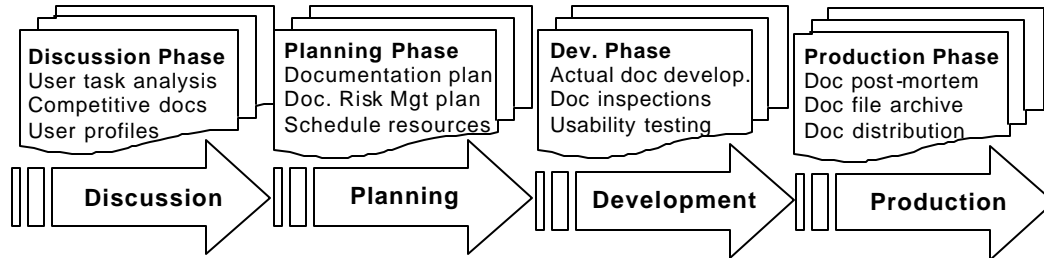 Discussion Phase
User task analysis
Competitive docs
User profiles
Planning Phase
Documentation plan
Doc. Risk Mgt plan
Schedule resources
Dev. Phase
Actual doc develop.
Doc inspections
Usability testing
Production Phase
Doc post-mortem
Doc file archive
Doc distribution
Discussion
Planning
Development
Production